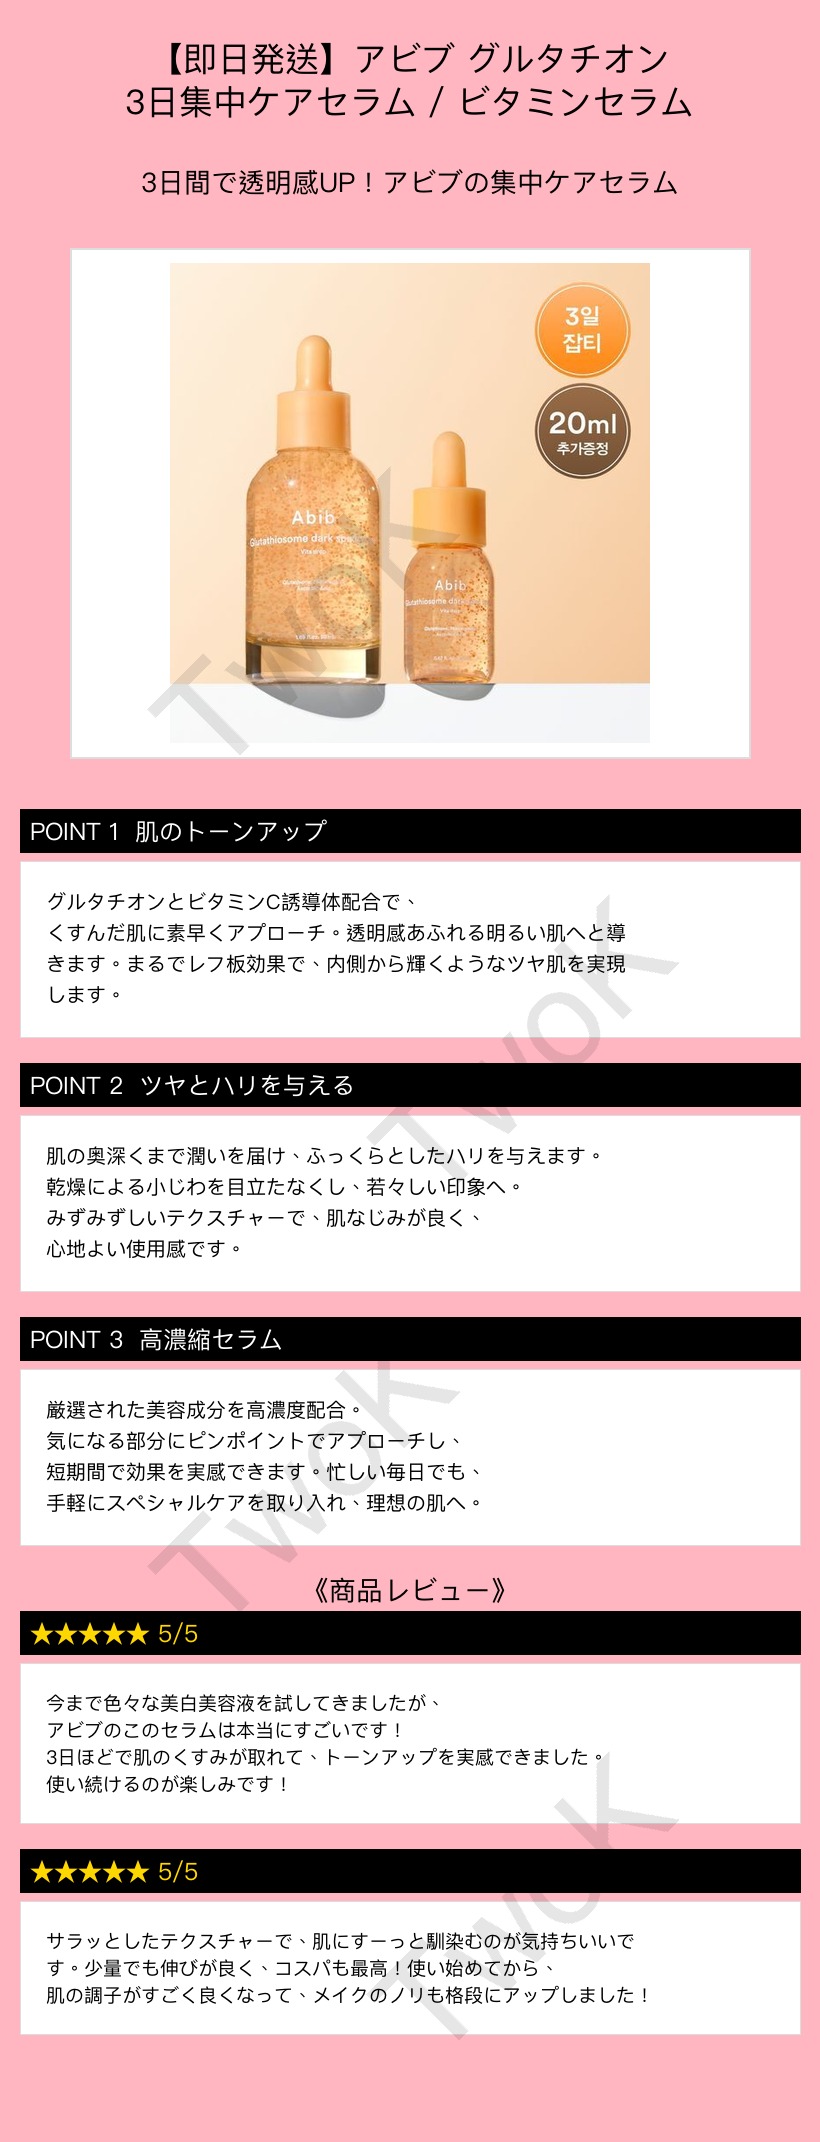 【即日発送】アビブ グルタチオン
3日集中ケアセラム / ビタミンセラム
3日間で透明感UP！アビブの集中ケアセラム
3일
잡티
20ml
추가증정
Abib
Glutathiosome dark spot
Vita drop
Abib
Glutathiosome dark
Vita drop
TwoK
POINT 1 肌のトーンアップ
グルタチオンとビタミンC誘導体配合で、
くすんだ肌に素早くアプローチ。透明感あふれる明るい肌へと導
きます。まるでレフ板効果で、内側から輝くようなツヤ肌を実現
します。
TwoK
POINT 2 ツヤとハリを与える
肌の奥深くまで潤いを届け、ふっくらとしたハリを与えます。
乾燥による小じわを目立たなくし、若々しい印象へ。
みずみずしいテクスチャーで、肌なじみが良く、
心地よい使用感です。
POINT 3 高濃縮セラム
厳選された美容成分を高濃度配合。
気になる部分にピンポイントでアプローチし、
短期間で効果を実感できます。忙しい毎日でも、
手軽にスペシャルケアを取り入れ、理想の肌へ。
TwoK
《商品レビュー》
★★★★★ 5/5
今まで色々な美白美容液を試してきましたが、
アビブのこのセラムは本当にすごいです！
3日ほどで肌のくすみが取れて、トーンアップを実感できました。
使い続けるのが楽しみです！
★★★★★ 5/5
サラッとしたテクスチャーで、肌にすーっと馴染むのが気持ちいいで
す。少量でも伸びが良く、コスパも最高！使い始めてから、
肌の調子がすごく良くなって、メイクのノリも格段にアップしました！
TwoK